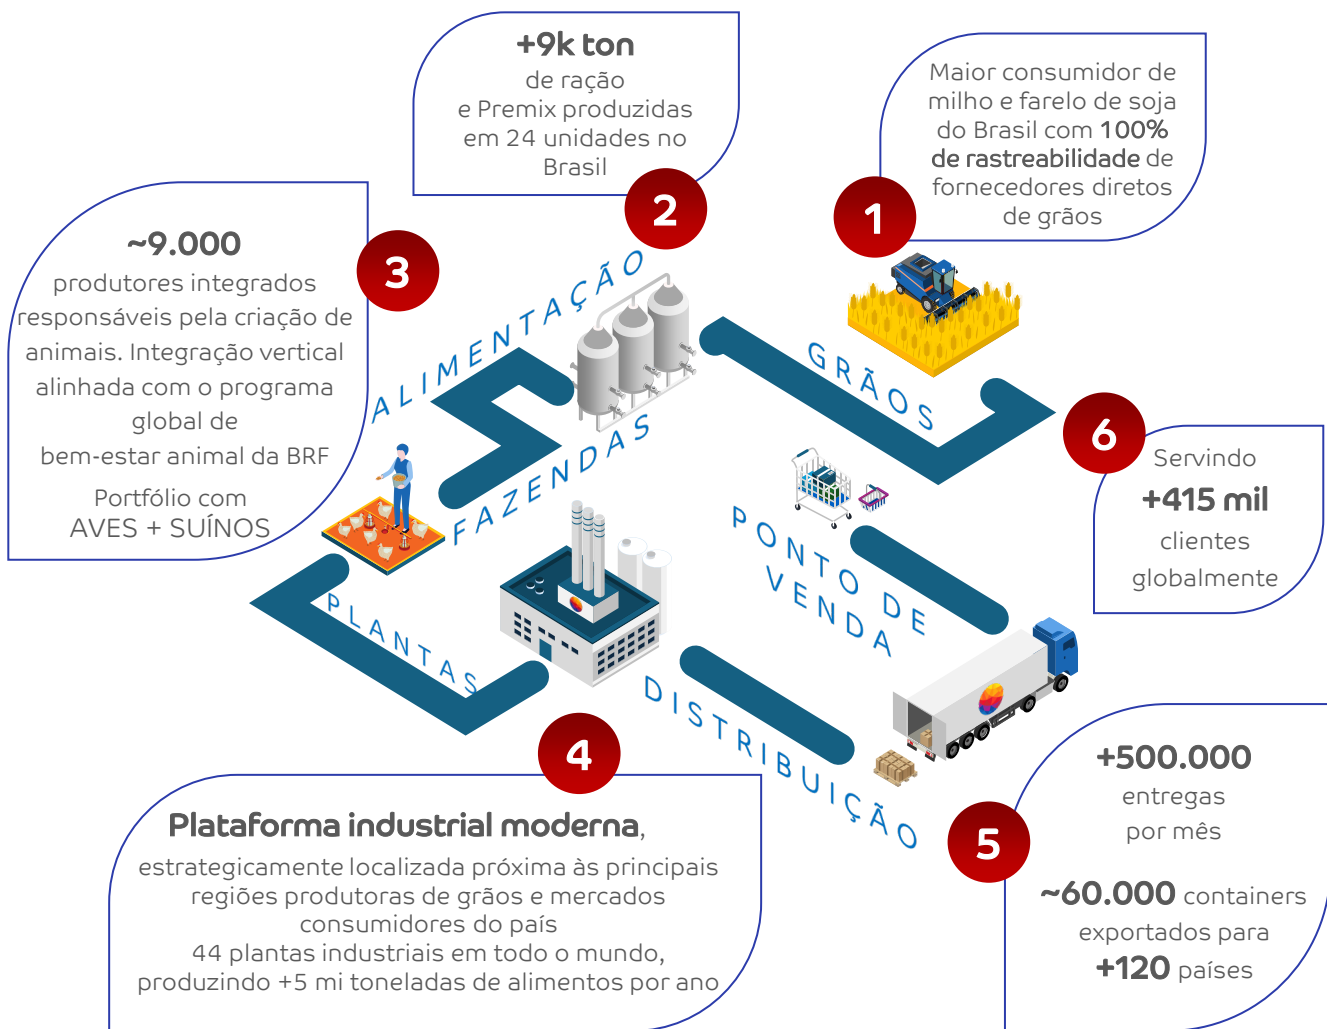 1
Maior consumidor de
milho e farelo de soja
do Brasil com 100%
de rastreabilidade de
fornecedores diretos
de grãos
GRÃOS
2
+9k ton
de ração
e Premix produzidas
em 24 unidades no
Brasil
ALIMENTAÇÃO
3
~9.000
produtores integrados
responsáveis pela criação de
animais. Integração vertical
alinhada com o programa
global de
bem-estar animal da BRF
Portfólio com
AVES + SUÍNOS
FAZENDAS
4
Plataforma industrial moderna,
estrategicamente localizada próxima às principais
regiões produtoras de grãos e mercados
consumidores do país
44 plantas industriais em todo o mundo,
produzindo +5 mi toneladas de alimentos por ano
PLANTAS
5
+500.000
entregas
por mês
~60.000 containers
exportados para
+120 países
DISTRIBUIÇÃO
6
Servindo
+415 mil
clientes
globalmente
PONTO DE
VENDA